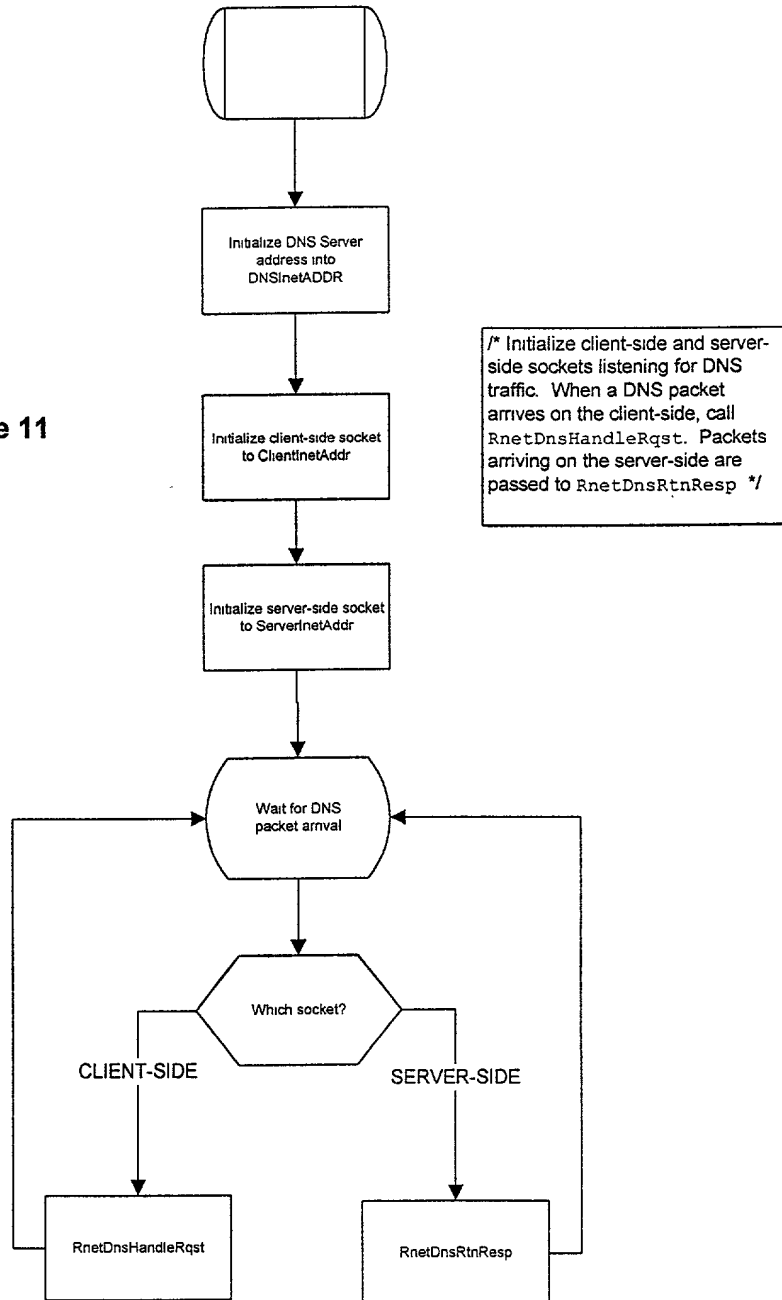 Initialize DNS Server
address into
DNSInetADDR
/* Initialize client-side and server-
side sockets listening for DNS
traffic. When a DNS packet
arrives on the client-side, call
RnetDnsHandleRqst. Packets
arriving on the server-side are
passed to RnetDnsRtnResp */
e 11
Initialize client-side socket
to ClientInetAddr
Initialize server-side socket
to ServerInetAddr
Wait for DNS
packet arrival
Which socket?
CLIENT-SIDE
SERVER-SIDE
RnetDnsHandleRqst
RnetDnsRtnResp